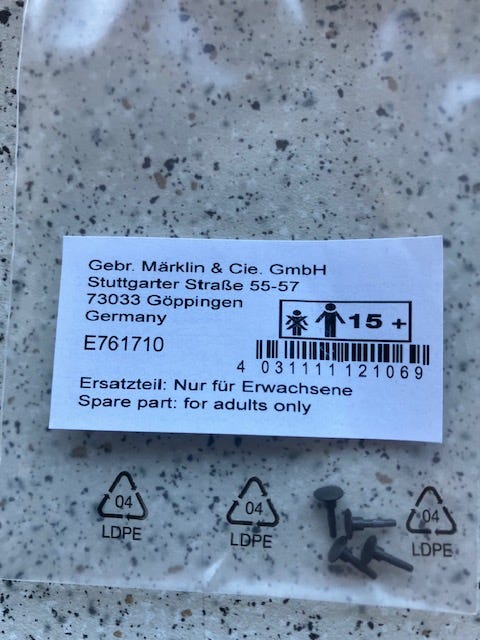 Gebr. Märklin & Cie. GmbH
Stuttgarter Straße 55-57
73033 Göppingen
Germany
15 +
E761710
4 031111 121069
Ersatzteil: Nur für Erwachsene
Spare part: for adults only
04
LDPE
04
LDPE
04
LDPE